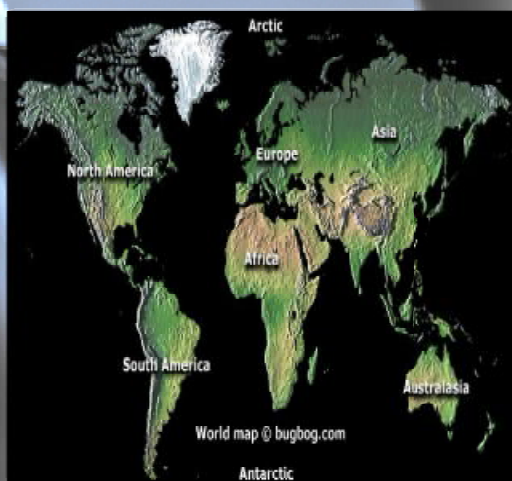 Arctic
Asia
Europe
North America
Africa
South America
Australasia
World map © bugbog.com
Antarctic